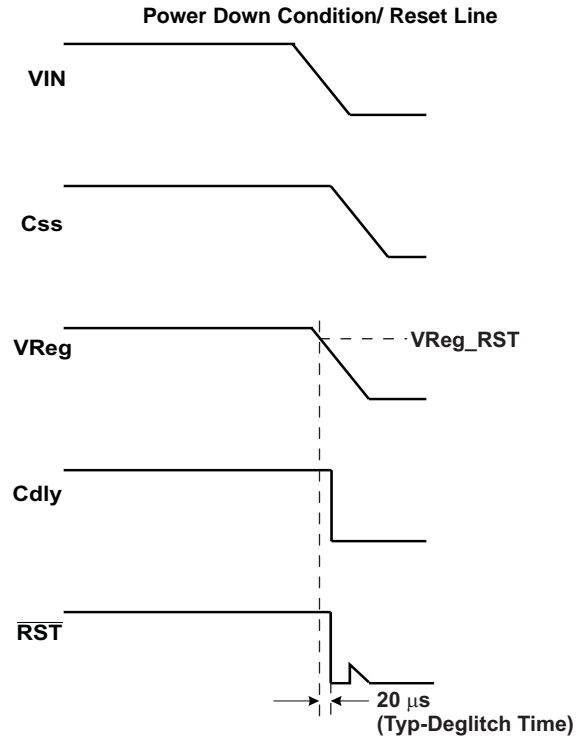 Power Down Condition/ Reset Line
VIN
Css
VReg
VReg_RST
Cdly
RST
20 μs
(Typ-Deglitch Time)